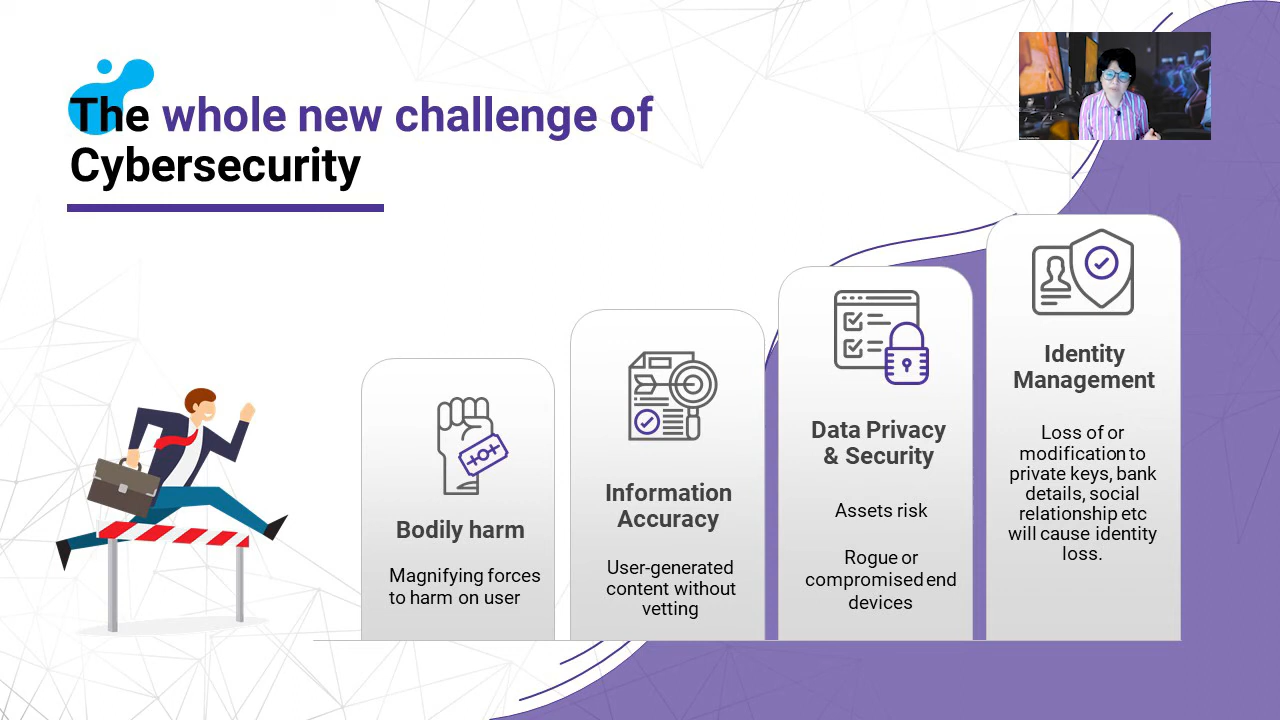 The whole new challenge of
Cybersecurity
Bodily harm
Magnifying forces
to harm on user
Information
Accuracy
User-generated
content without
vetting
Data Privacy
& Security
Assets risk
Rogue or
compromised end
devices
Identity
Management
Loss of or
modification to
private keys, bank
details, social
relationship etc
will cause identity
loss.